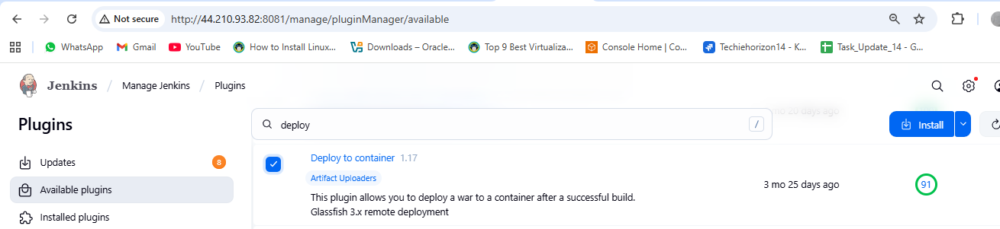 Not secure http://44.210.93.82:8081/manage/pluginManager/available
WhatsApp Gmail YouTube How to Install Linux... Downloads – Oracle... Top 9 Best Virtualiza... Console Home | Co... Techiehorizon14 - K... Task_Update_14 - G...
Jenkins / Manage Jenkins / Plugins
Plugins
mo 20 days ago
deploy /
Install
Updates 8
Available plugins
Installed plugins
Deploy to container 1.17
Artifact Uploaders
This plugin allows you to deploy a war to a container after a successful build.
Glassfish 3.x remote deployment
3 mo 25 days ago
91